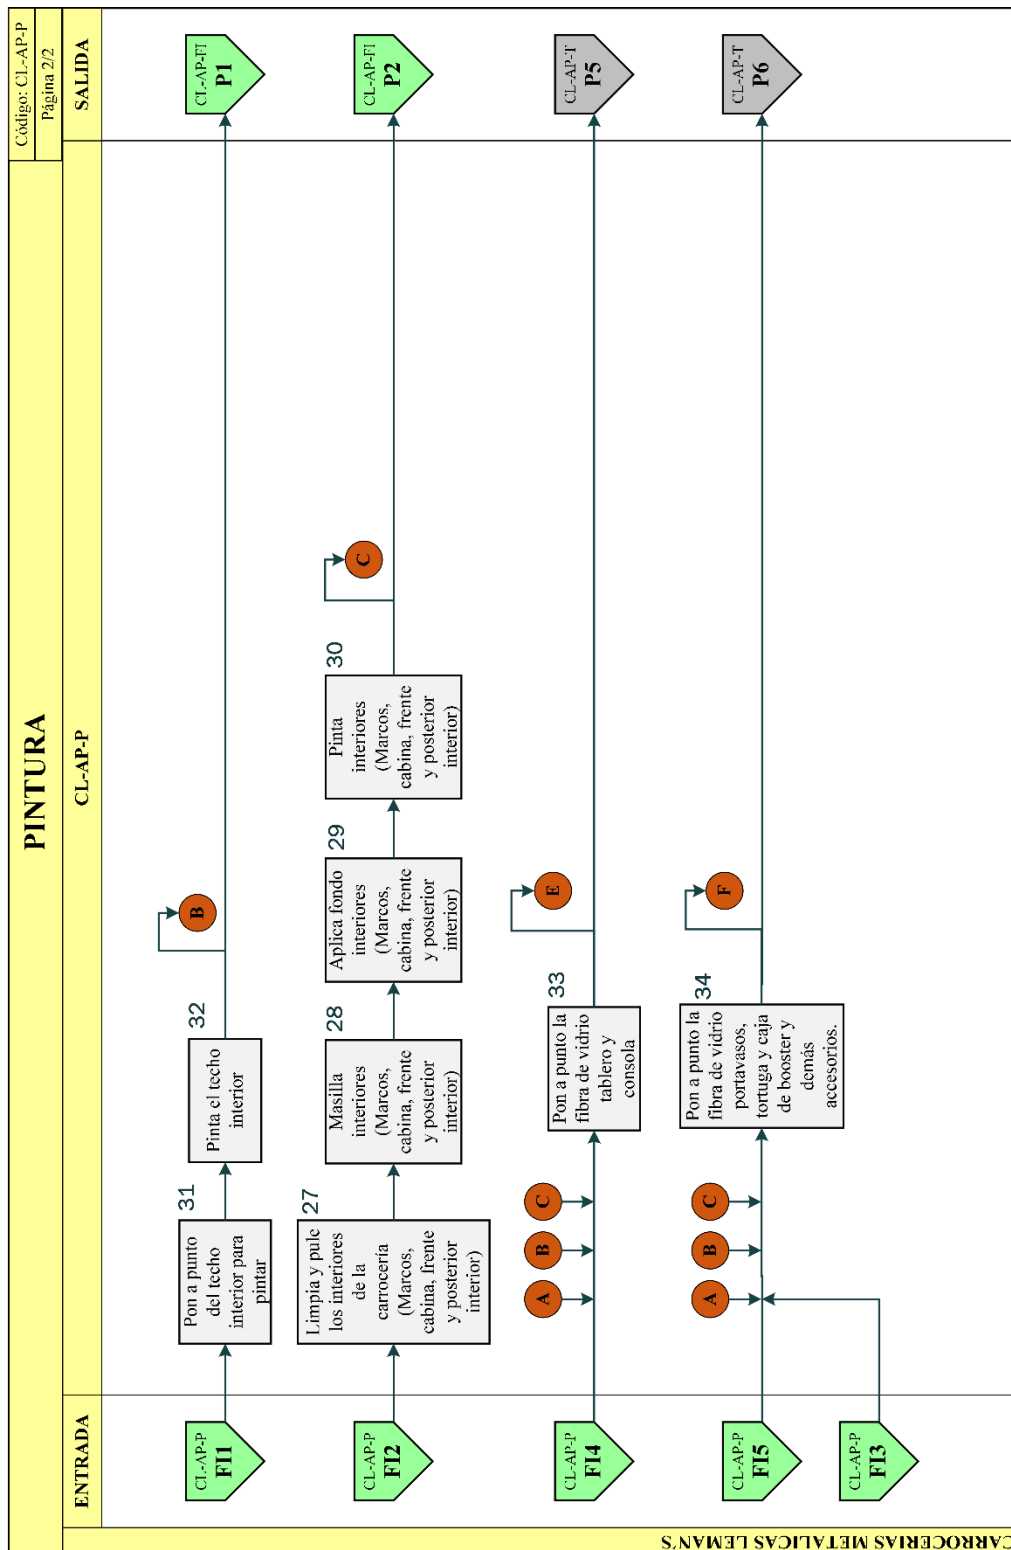 PINTURA
Código: CL-AP-P
Página 2/2
ENTRADA
CL-AP-P
SALIDA
CL-AP-P
FI1
31
Pon a punto
del techo
interior para
pintar
32
Pinta el techo
interior
B
CL-AP-FI
P1
CL-AP-P
FI2
27
Limpia y pule
los interiores
de la
carrocería
(Marcos,
cabina, frente
y posterior
interior)
28
Masilla
interiores
(Marcos,
cabina, frente
y posterior
interior)
29
Aplica fondo
interiores
(Marcos,
cabina, frente
y posterior
interior)
30
Pinta
interiores
(Marcos,
cabina, frente
y posterior
interior)
C
CL-AP-FI
P2
CL-AP-P
FI4
A
B
C
33
Pon a punto la
fibra de vidrio
tablero y
consola
E
CL-AP-T
P5
CL-AP-P
FI5
A
B
C
34
Pon a punto la
fibra de vidrio
portavasos,
tortuga y caja
de booster y
demás
accesorios.
F
CL-AP-T
P6
CL-AP-P
FI3
CARROCERIAS METALICAS LEMAN'S